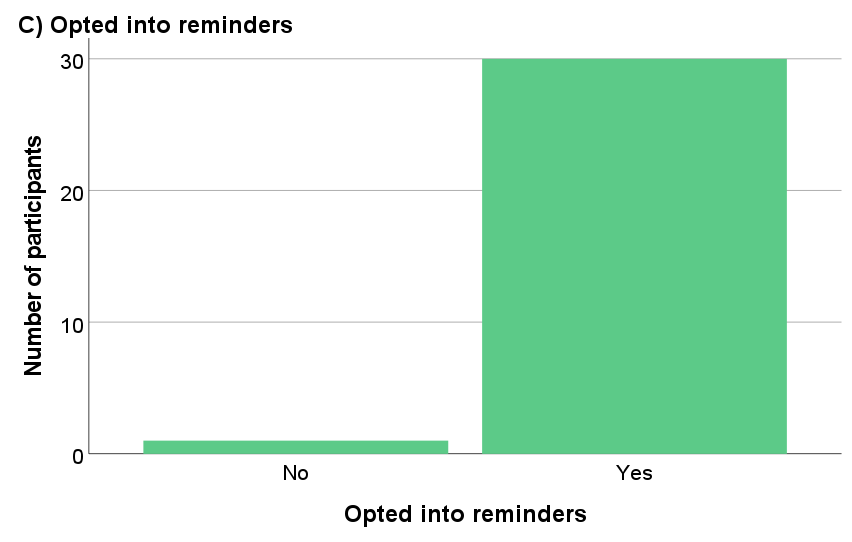 C) Opted into reminders
30
20
10
0
Number of participants
No
Yes
Opted into reminders